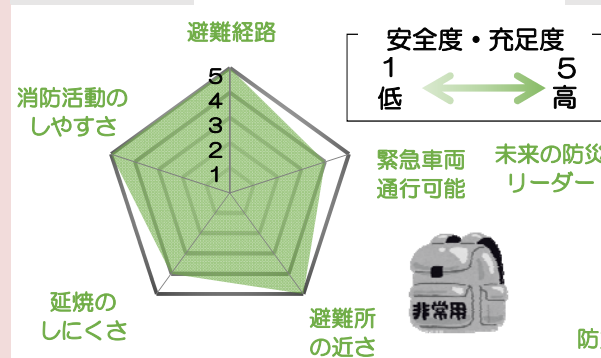 避難経路
安全度・充足度
1
5
低
高
5
4
3
2
1
消防活動の
しやすさ
緊急車両
通行可能
未来の防災
リーダー
非常用
延焼の
しにくさ
避難所
の近さ
防